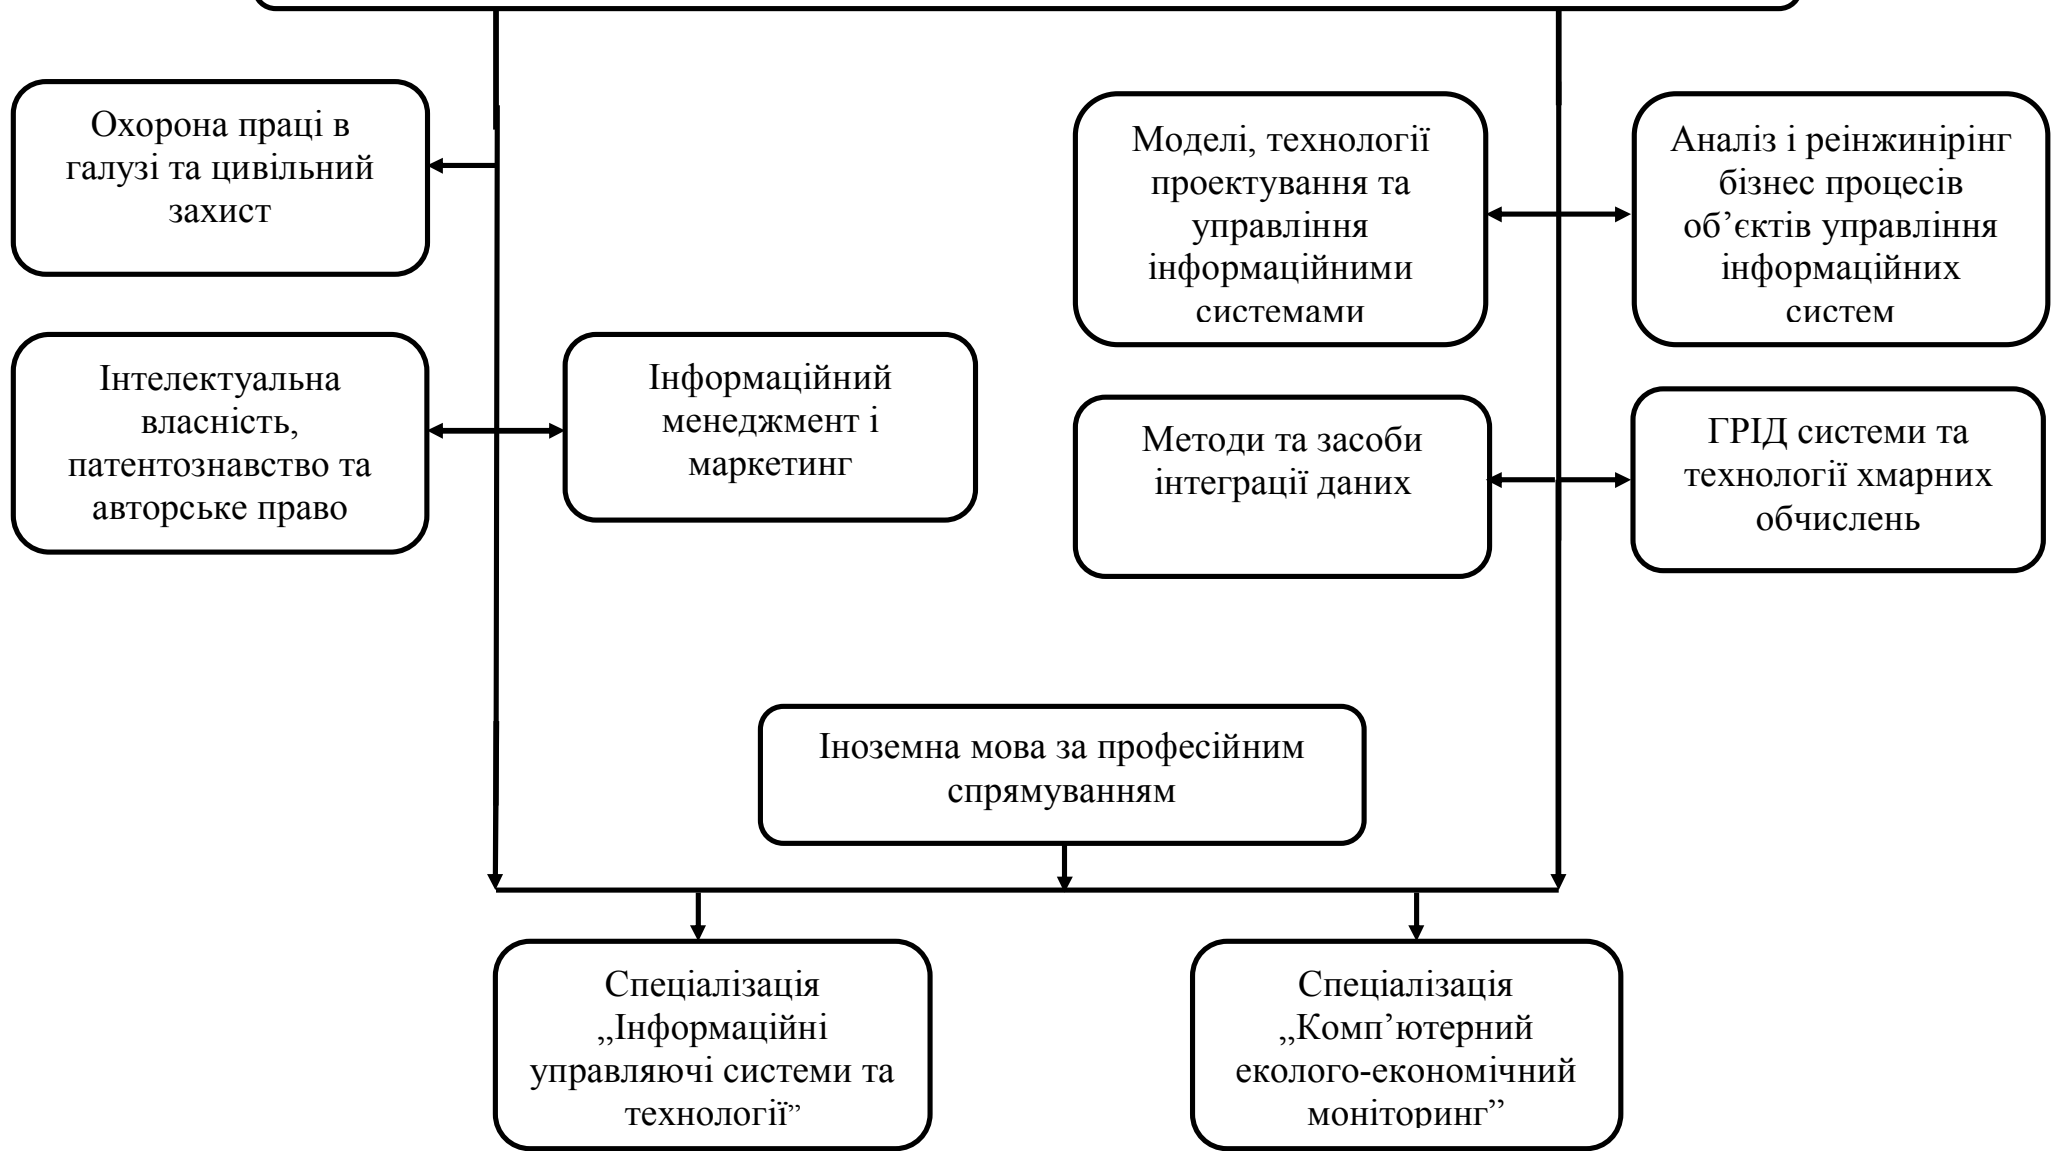 Охорона праці в
галузі та цивільний
захист
Моделі, технології
проектування та
управління
інформаційними
системами
Аналіз і реінжинірінг
бізнес процесів
об’єктів управління
інформаційних
систем
Інтелектуальна
власність,
патентознавство та
авторське право
Інформаційний
менеджмент і
маркетинг
Методи та засоби
інтеграції даних
ГРІД системи та
технології хмарних
обчислень
Іноземна мова за професійним
спрямуванням
Спеціалізація
„Інформаційні
управляючі системи та
технології”
Спеціалізація
„Комп’ютерний
еколого-економічний
моніторинг”